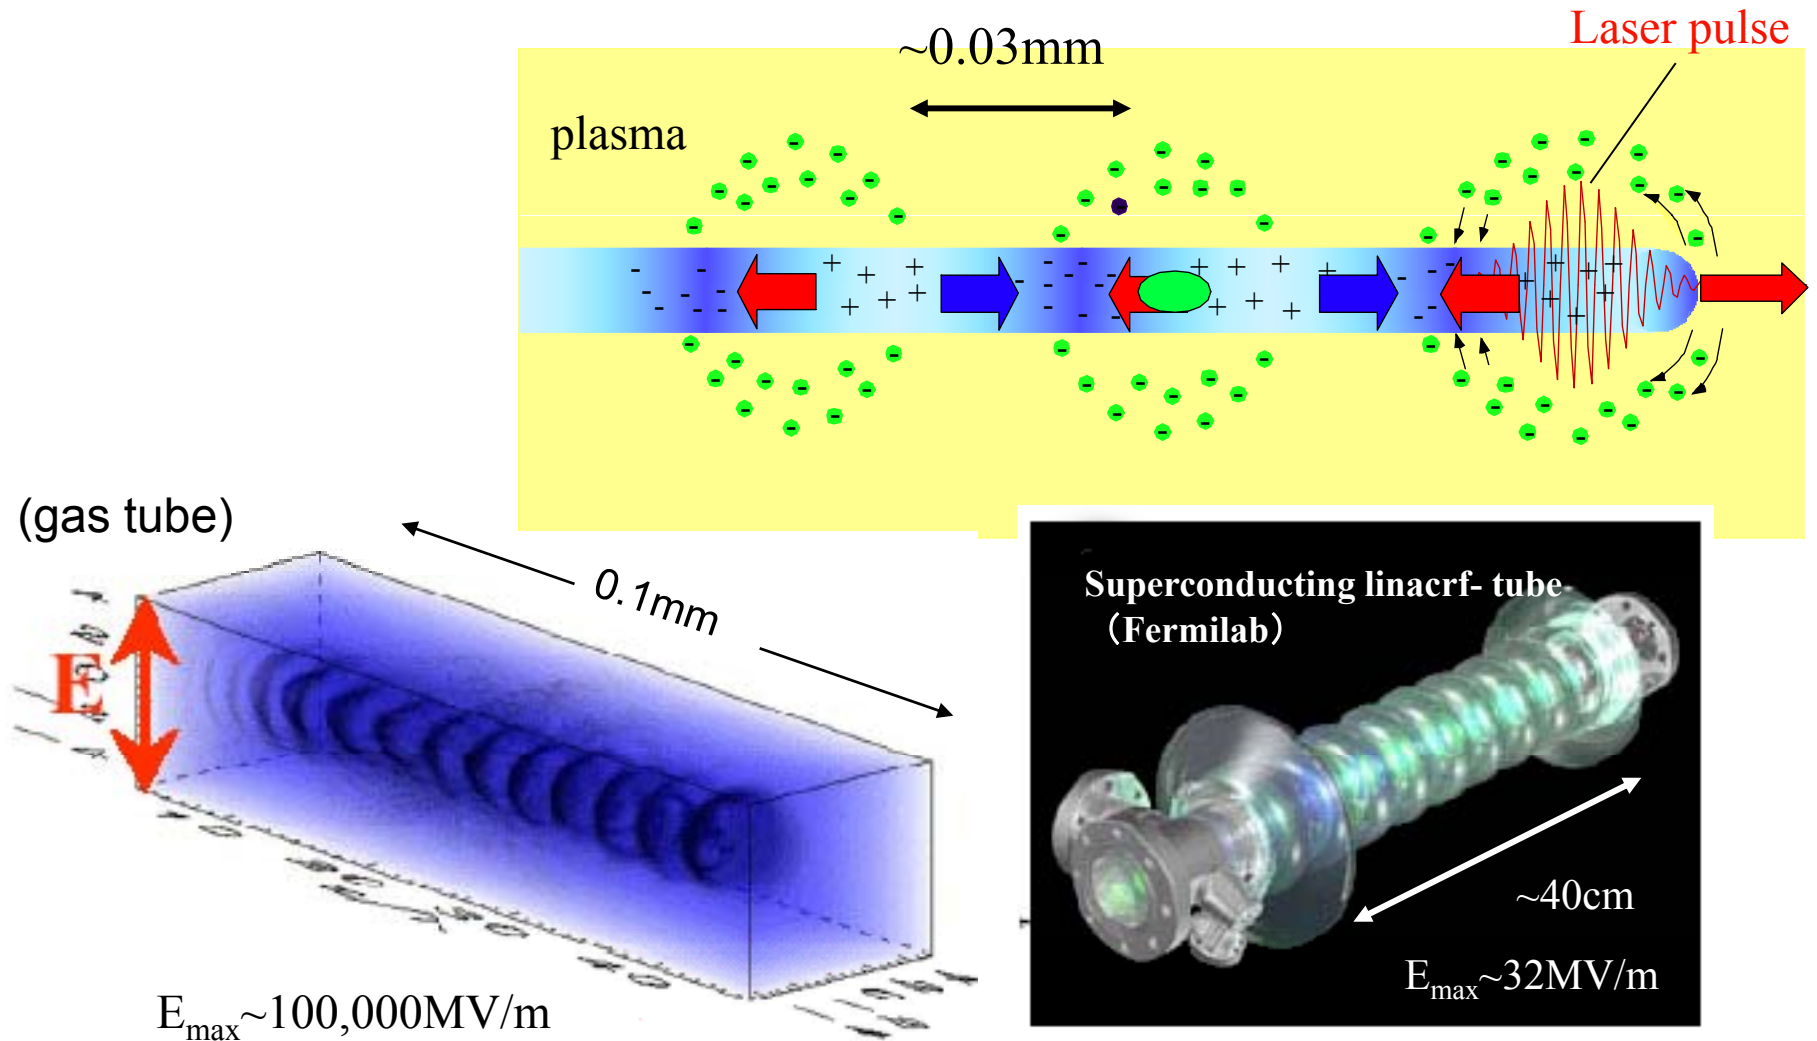 Laser pulse
~0.03mm
plasma
(gas tube)
0.1mm
E
Superconducting linacrf- tube
（Fermilab）
~40cm
Emax~32MV/m
Emax~100,000MV/m